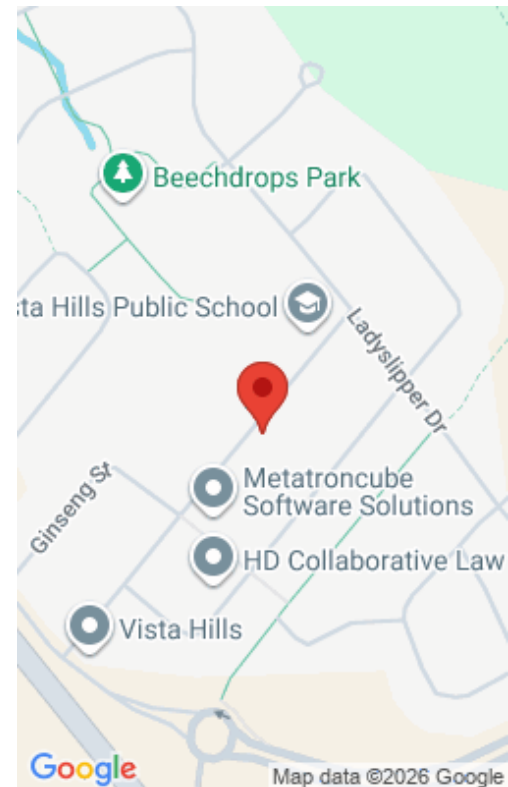 Beechdrops Park
sta Hills Public School
Ladyslipper Dr
Metatroncube
Software Solutions
Ginseng St
HD Collaborative Law
Vista Hills
Google
Map data ©2026 Google